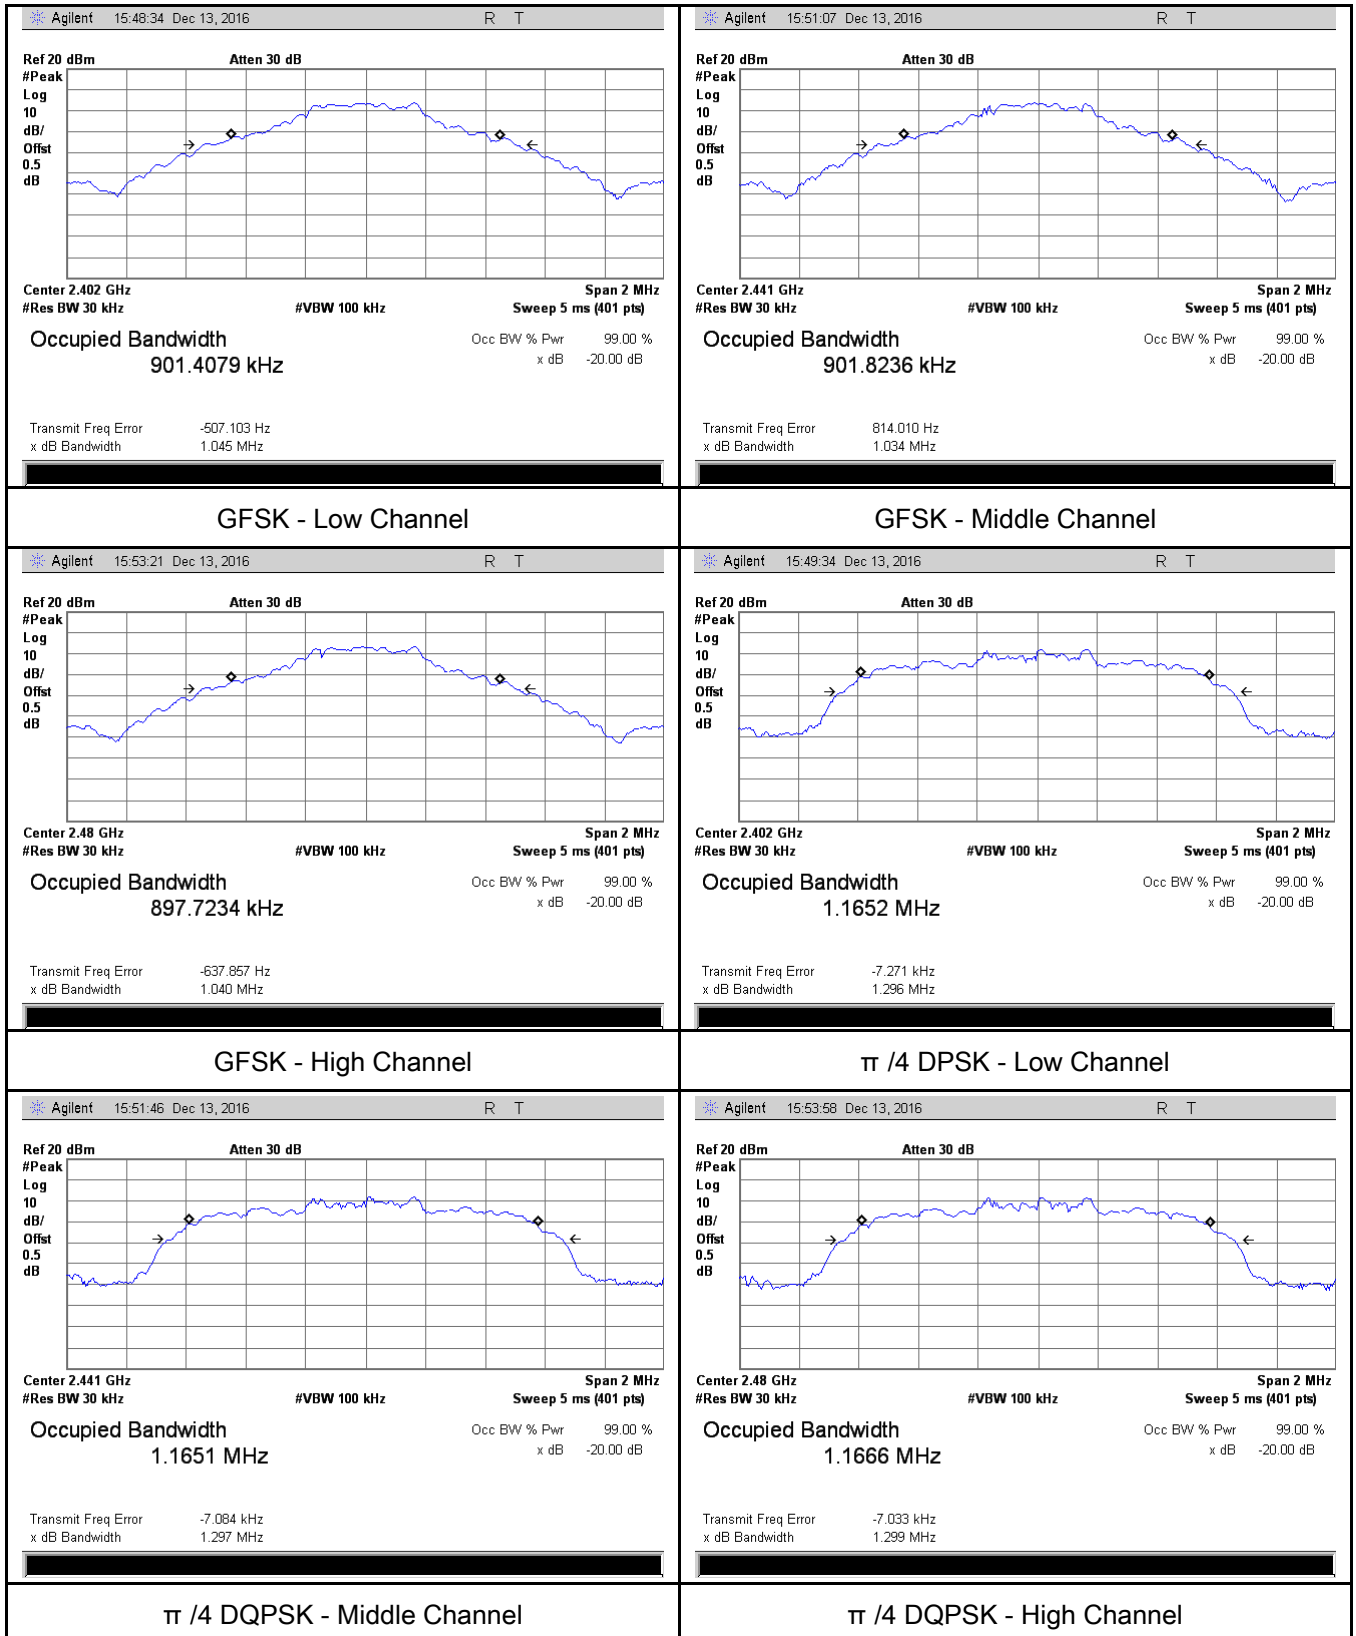 Agilent 15:48:34 Dec 13, 2016 R T
Ref 20 dBm Atten 30 dB
#Peak
Log
10
dB/
Offst
0.5
dB
Center 2.402 GHz Span 2 MHz
#Res BW 30 kHz #VBW 100 kHz Sweep 5 ms (401 pts)
Occupied Bandwidth Occ BW % Pwr 99.00 %
901.4079 kHz x dB -20.00 dB
Transmit Freq Error -507.103 Hz
x dB Bandwidth 1.045 MHz
GFSK - Low Channel
Agilent 15:51:07 Dec 13, 2016 R T
Ref 20 dBm Atten 30 dB
#Peak
Log
10
dB/
Offst
0.5
dB
Center 2.441 GHz Span 2 MHz
#Res BW 30 kHz #VBW 100 kHz Sweep 5 ms (401 pts)
Occupied Bandwidth Occ BW % Pwr 99.00 %
901.8236 kHz x dB -20.00 dB
Transmit Freq Error 814.010 Hz
x dB Bandwidth 1.034 MHz
GFSK - Middle Channel
Agilent 15:53:21 Dec 13, 2016 R T
Ref 20 dBm Atten 30 dB
#Peak
Log
10
dB/
Offst
0.5
dB
Center 2.48 GHz Span 2 MHz
#Res BW 30 kHz #VBW 100 kHz Sweep 5 ms (401 pts)
Occupied Bandwidth Occ BW % Pwr 99.00 %
897.7234 kHz x dB -20.00 dB
Transmit Freq Error -637.857 Hz
x dB Bandwidth 1.040 MHz
GFSK - High Channel
Agilent 15:49:34 Dec 13, 2016 R T
Ref 20 dBm Atten 30 dB
#Peak
Log
10
dB/
Offst
0.5
dB
Center 2.402 GHz Span 2 MHz
#Res BW 30 kHz #VBW 100 kHz Sweep 5 ms (401 pts)
Occupied Bandwidth Occ BW % Pwr 99.00 %
1.1652 MHz x dB -20.00 dB
Transmit Freq Error -7.271 kHz
x dB Bandwidth 1.296 MHz
π /4 DPSK - Low Channel
Agilent 15:51:46 Dec 13, 2016 R T
Ref 20 dBm Atten 30 dB
#Peak
Log
10
dB/
Offst
0.5
dB
Center 2.441 GHz Span 2 MHz
#Res BW 30 kHz #VBW 100 kHz Sweep 5 ms (401 pts)
Occupied Bandwidth Occ BW % Pwr 99.00 %
1.1651 MHz x dB -20.00 dB
Transmit Freq Error -7.084 kHz
x dB Bandwidth 1.297 MHz
π /4 DQPSK - Middle Channel
Agilent 15:53:58 Dec 13, 2016 R T
Ref 20 dBm Atten 30 dB
#Peak
Log
10
dB/
Offst
0.5
dB
Center 2.48 GHz Span 2 MHz
#Res BW 30 kHz #VBW 100 kHz Sweep 5 ms (401 pts)
Occupied Bandwidth Occ BW % Pwr 99.00 %
1.1666 MHz x dB -20.00 dB
Transmit Freq Error -7.033 kHz
x dB Bandwidth 1.299 MHz
π /4 DQPSK - High Channel